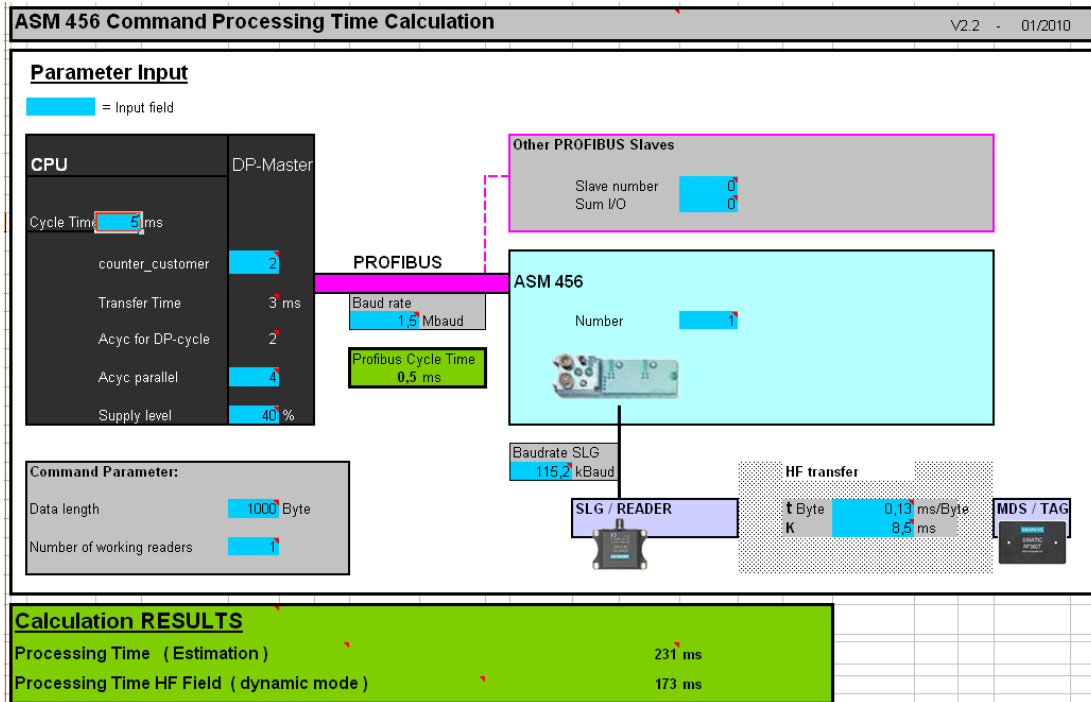 ASM 456 Command Processing Time Calculation V2.2 - 01/2010
Parameter Input
= Input field
CPU DP-Master
Cycle Time 5 ms
counter_customer 2
Transfer Time 3 ms
Acyc for DP-cycle 2
Acyc parallel 4
Supply level 40 %
PROFIBUS
Baud rate
1,5 Mbaud
Profibus Cycle Time
0,5 ms
Other PROFIBUS Slaves
Slave number 0
Sum I/O 0
ASM 456
Number 1
Baudrate SLG
115,2 kBaud
Command Parameter:
Data length 1000 Byte
Number of working readers 1
SLG / READER
HF transfer
t Byte 0,13 ms/Byte
K 8,5 ms
MDS / TAG
SIEMENS
SIMATIC
RF360T
Calculation RESULTS
Processing Time ( Estimation ) 231 ms
Processing Time HF Field ( dynamic mode ) 173 ms